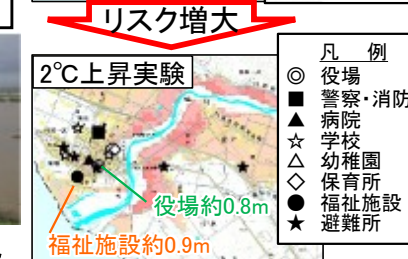 リスク増大
2℃上昇実験
役場約0.8m
福祉施設約0.9m
凡 例
◎ 役場
■ 警察・消防
▲ 病院
☆ 学校
△ 幼稚園
◇ 保育所
● 福祉施設
★ 避難所